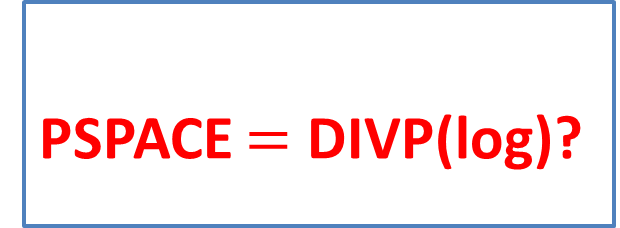 PSPACE = DIVP(log)?